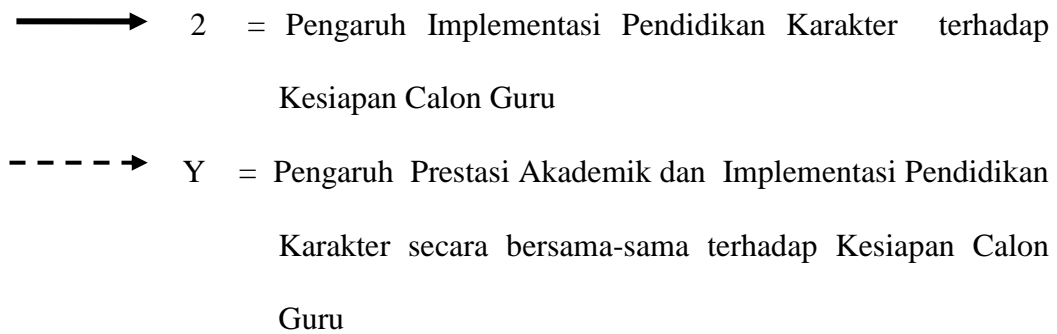 2 = Pengaruh Implementasi Pendidikan Karakter terhadap
Kesiapan Calon Guru
Y = Pengaruh Prestasi Akademik dan Implementasi Pendidikan
Karakter secara bersama-sama terhadap Kesiapan Calon
Guru